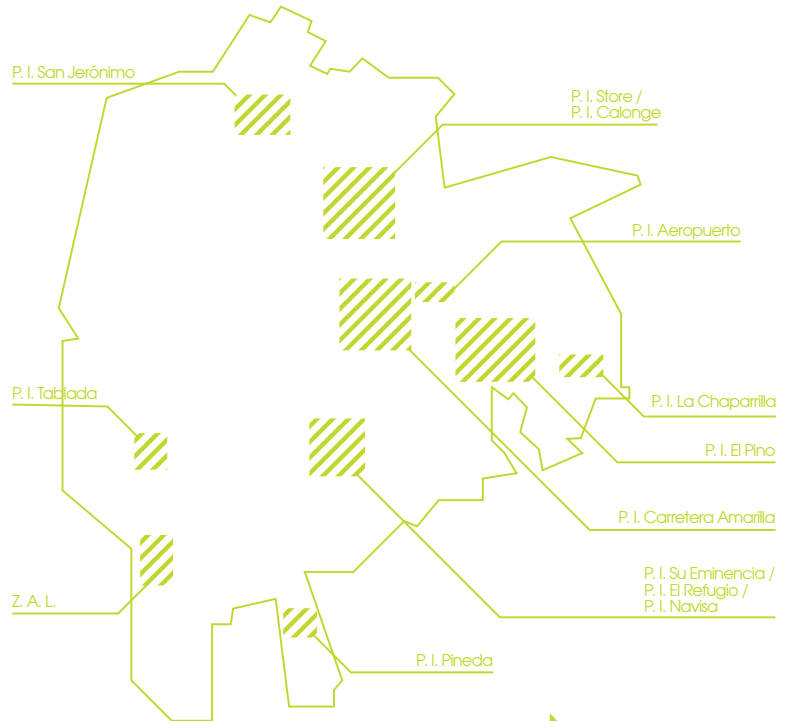 P. I. San Jerónimo
P. I. Store /
P. I. Calonge
P. I. Aeropuerto
P. I. Tablada
P. I. La Chaparrilla
P. I. El Pino
P. I. Carretera Amarilla
P. I. Su Eminencia /
P. I. El Refugio /
P. I. Navisa
Z. A. L.
P. I. Pineda